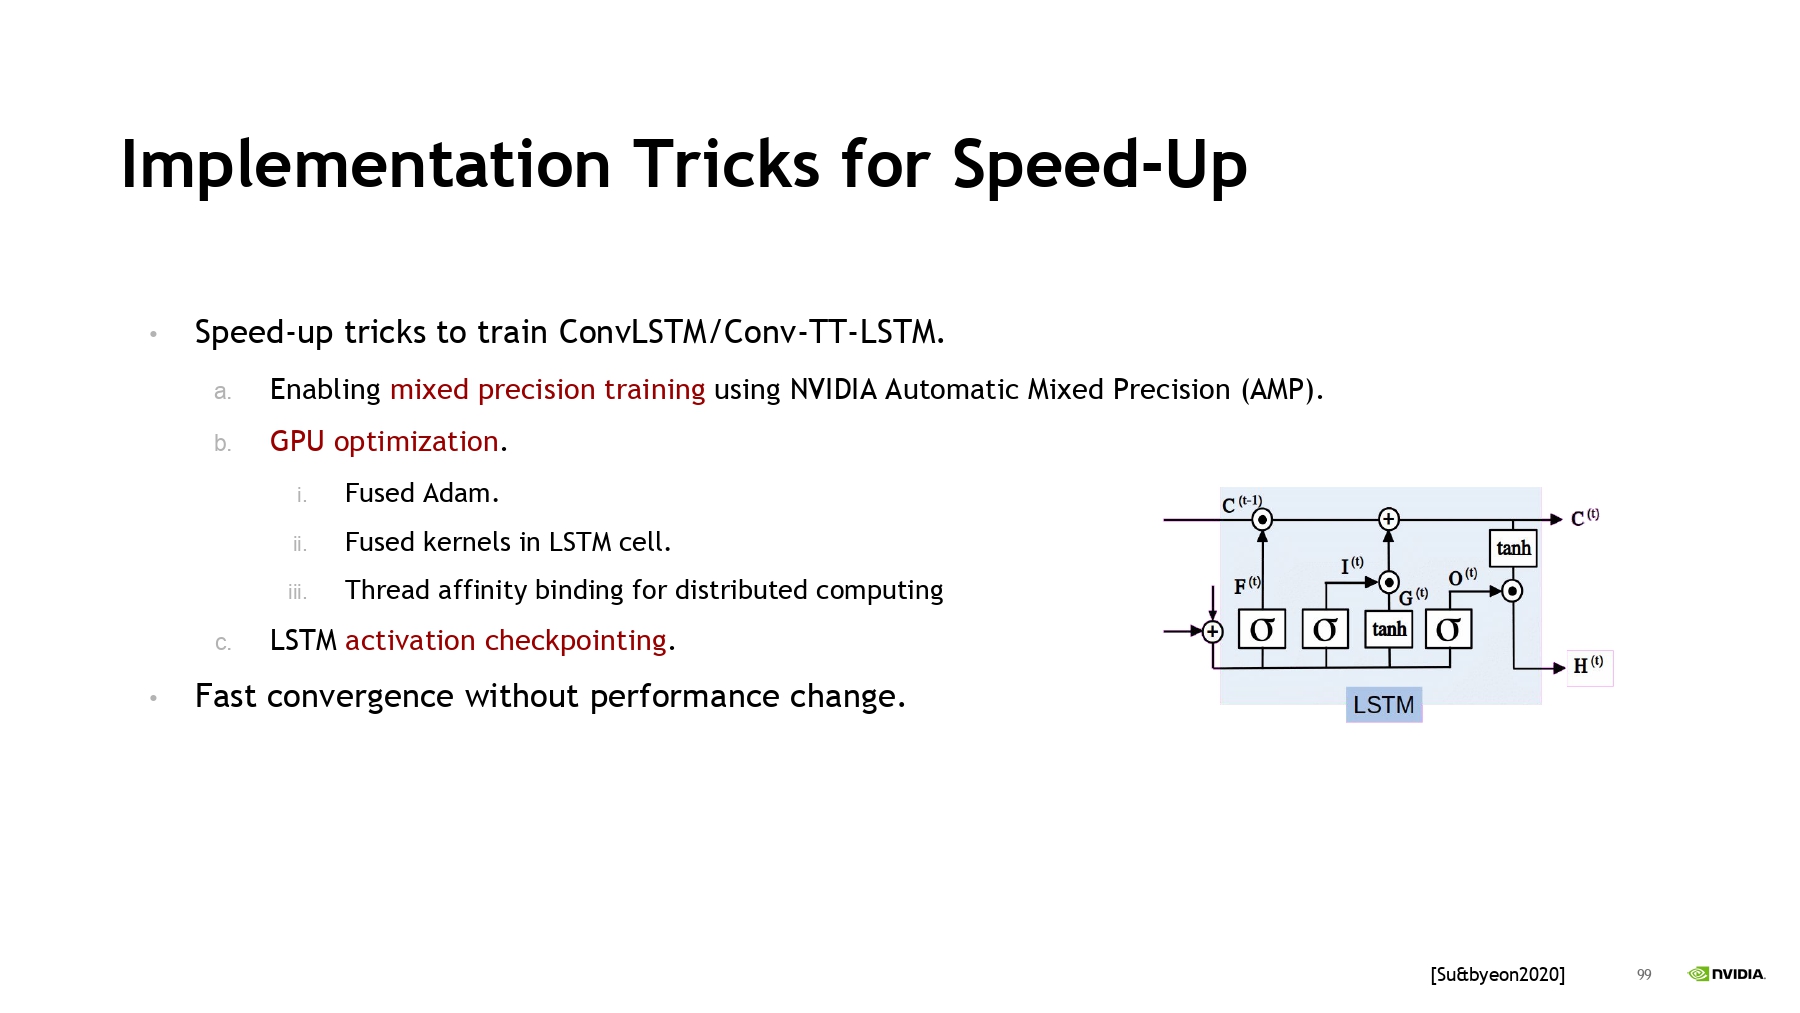 Implementation Tricks for Speed-Up
• Speed-up tricks to train ConvLSTM/Conv-TT-LSTM.
a. Enabling mixed precision training using NVIDIA Automatic Mixed Precision (AMP).
b. GPU optimization.
i. Fused Adam.
ii. Fused kernels in LSTM cell.
iii. Thread affinity binding for distributed computing
c. LSTM activation checkpointing.
• Fast convergence without performance change.
C (t-1)
C (t)
tanh
I (t)
O (t)
F (t)
G (t)
σ σ tanh σ
H (t)
LSTM
[Su&byeon2020]
99
NVIDIA.